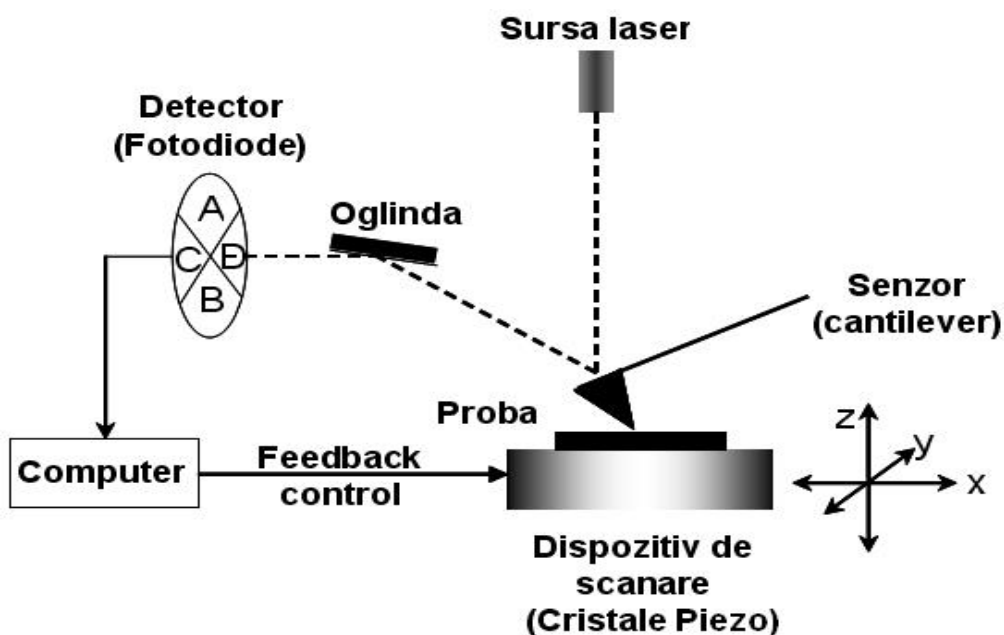 Sursa laser
Detector
(Fotodiode)
A
C D
B
Oglinda
Senzor
(cantilever)
Proba
z
y
x
Computer
Feedback
control
Dispozitiv de
scanare
(Cristale Piezo)